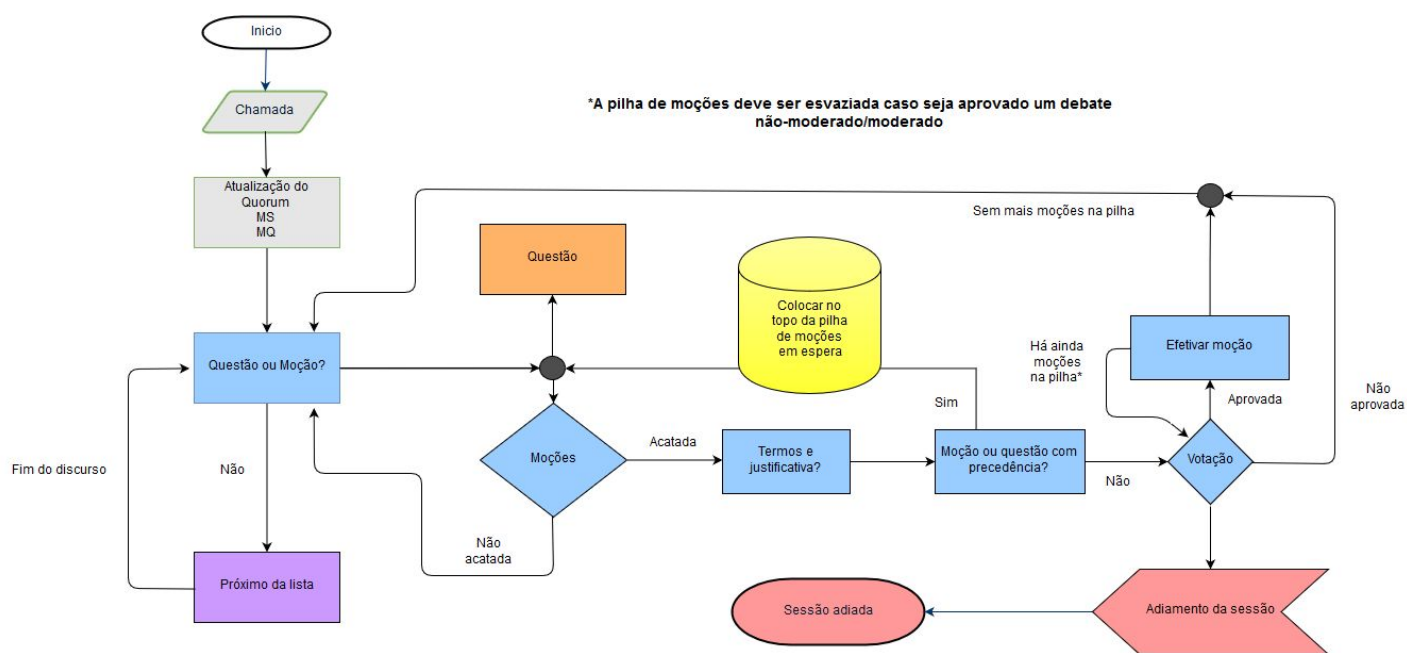 Inicio
Chamada
*A pilha de moções deve ser esvaziada caso seja aprovado um debate
não-moderado/moderado
Atualização do
Quorum
MS
MQ
Sem mais moções na pilha
Questão
Colocar no
topo da pilha
de moções
em espera
Questão ou Moção?
Efetivar moção
Há ainda
moções
na pilha*
Não
aprovada
Aprovada
Sim
Acatada
Moções
Termos e
justificativa?
Moção ou questão com
precedência?
Não
Votação
Fim do discurso
Não
Não
acatada
Próximo da lista
Sessão adiada
Adiamento da sessão